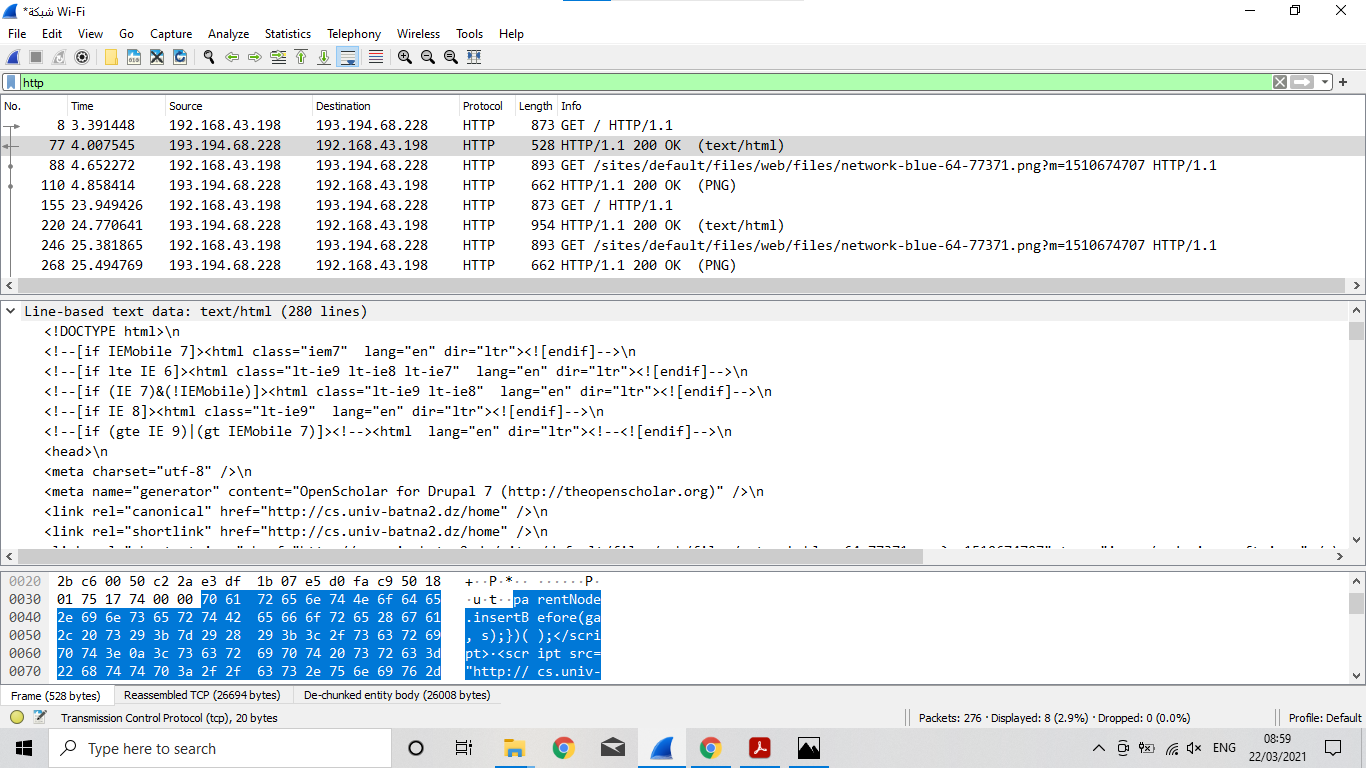 *شبكة Wi-Fi
File Edit View Go Capture Analyze Statistics Telephony Wireless Tools Help
http
No. Time Source Destination Protocol Length Info
8 3.391448 192.168.43.198 193.194.68.228 HTTP 873 GET / HTTP/1.1
77 4.007545 193.194.68.228 192.168.43.198 HTTP 528 HTTP/1.1 200 OK (text/html)
88 4.652272 192.168.43.198 193.194.68.228 HTTP 893 GET /sites/default/files/web/files/network-blue-64-77371.png?m=1510674707 HTTP/1.1
110 4.858414 193.194.68.228 192.168.43.198 HTTP 662 HTTP/1.1 200 OK (PNG)
155 23.949426 192.168.43.198 193.194.68.228 HTTP 873 GET / HTTP/1.1
220 24.770641 193.194.68.228 192.168.43.198 HTTP 954 HTTP/1.1 200 OK (text/html)
246 25.381865 192.168.43.198 193.194.68.228 HTTP 893 GET /sites/default/files/web/files/network-blue-64-77371.png?m=1510674707 HTTP/1.1
268 25.494769 193.194.68.228 192.168.43.198 HTTP 662 HTTP/1.1 200 OK (PNG)
Line-based text data: text/html (280 lines)
<!DOCTYPE html>\n
<!--[if IEMobile 7]><html class="iem7"  lang="en" dir="ltr"><![endif]-->\n
<!--[if lte IE 6]><html class="lt-ie9 lt-ie8 lt-ie7"  lang="en" dir="ltr"><![endif]-->\n
<!--[if (IE 7)&(!IEMobile)]><html class="lt-ie9 lt-ie8"  lang="en" dir="ltr"><![endif]-->\n
<!--[if IE 8]><html class="lt-ie9"  lang="en" dir="ltr"><![endif]-->\n
<!--[if (gte IE 9)|(gt IEMobile 7)]><!--><html  lang="en" dir="ltr"><!--<![endif]-->\n
<head>\n
<meta charset="utf-8" />\n
<meta name="generator" content="OpenScholar for Drupal 7 (http://theopenscholar.org)" />\n
<link rel="canonical" href="http://cs.univ-batna2.dz/home" />\n
<link rel="shortlink" href="http://cs.univ-batna2.dz/home" />\n
0020 2b c6 00 50 c2 2a e3 df 1b 07 e5 d0 fa c9 50 18 +··P·*·· ······P·
0030 01 75 17 74 00 00 70 61 72 65 6e 74 4e 6f 64 65 ·u·t··pa rentNode
0040 2e 69 6e 73 65 72 74 42 65 66 6f 72 65 28 67 61 .insertB efore(ga
0050 2c 20 73 29 3b 7d 29 28 29 3b 3c 2f 73 63 72 69 , s);})( );</scri
0060 70 74 3e 0a 3c 73 63 72 69 70 74 20 73 72 63 3d pt>·<scr ipt src=
0070 22 68 74 74 70 3a 2f 2f 63 73 2e 75 6e 69 76 2d "http:// cs.univ-
Frame (528 bytes) Reassembled TCP (26694 bytes) De-chunked entity body (26008 bytes)
Transmission Control Protocol (tcp), 20 bytes Packets: 276 · Displayed: 8 (2.9%) · Dropped: 0 (0.0%) Profile: Default
Type here to search ENG 08:59
22/03/2021